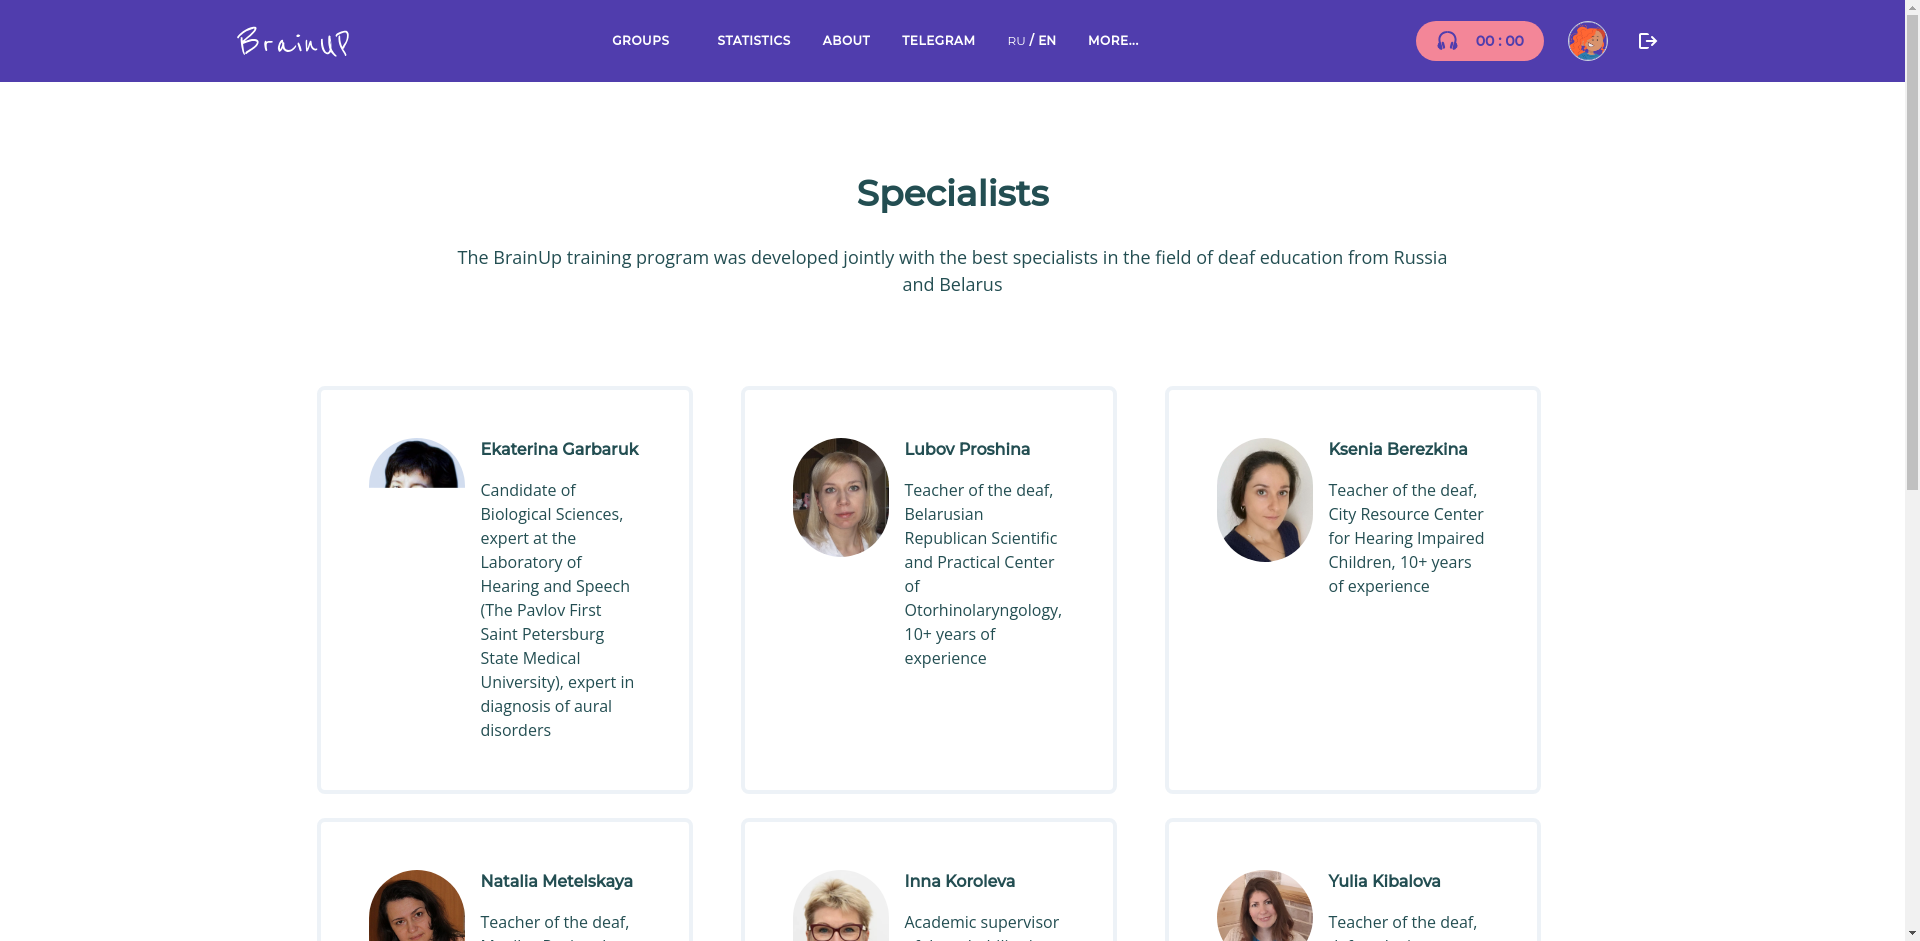 BrainUp
GROUPS
STATISTICS
ABOUT
TELEGRAM
RU / EN
MORE...
00 : 00
Specialists
The BrainUp training program was developed jointly with the best specialists in the field of deaf education from Russia
and Belarus
Ekaterina Garbaruk
Candidate of
Biological Sciences,
expert at the
Laboratory of
Hearing and Speech
(The Pavlov First
Saint Petersburg
State Medical
University), expert in
diagnosis of aural
disorders
Lubov Proshina
Teacher of the deaf,
Belarusian
Republican Scientific
and Practical Center
of
Otorhinolaryngology,
10+ years of
experience
Ksenia Berezkina
Teacher of the deaf,
City Resource Center
for Hearing Impaired
Children, 10+ years
of experience
Natalia Metelskaya
Teacher of the deaf,
Inna Koroleva
Academic supervisor
Yulia Kibalova
Teacher of the deaf,